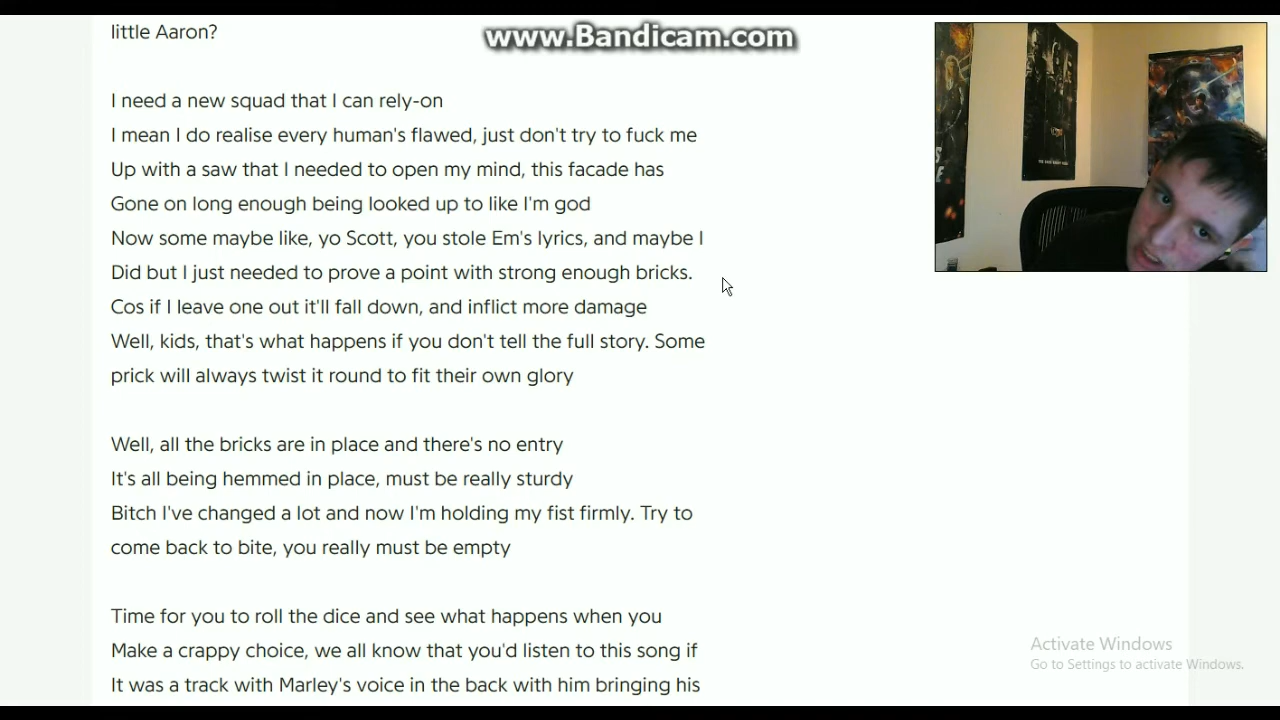 www.Bandicam.com
little Aaron?
I need a new squad that I can rely-on
I mean I do realise every human's flawed, just don't try to fuck me
Up with a saw that I needed to open my mind, this facade has
Gone on long enough being looked up to like I'm god
Now some maybe like, yo Scott, you stole Em's lyrics, and maybe I
Did but I just needed to prove a point with strong enough bricks.
Cos if I leave one out it'll fall down, and inflict more damage
Well, kids, that's what happens if you don't tell the full story. Some
prick will always twist it round to fit their own glory
Well, all the bricks are in place and there's no entry
It's all being hemmed in place, must be really sturdy
Bitch I've changed a lot and now I'm holding my fist firmly. Try to
come back to bite, you really must be empty
Time for you to roll the dice and see what happens when you
Make a crappy choice, we all know that you'd listen to this song if
It was a track with Marley's voice in the back with him bringing his
Activate Windows
Go to Settings to activate Windows.